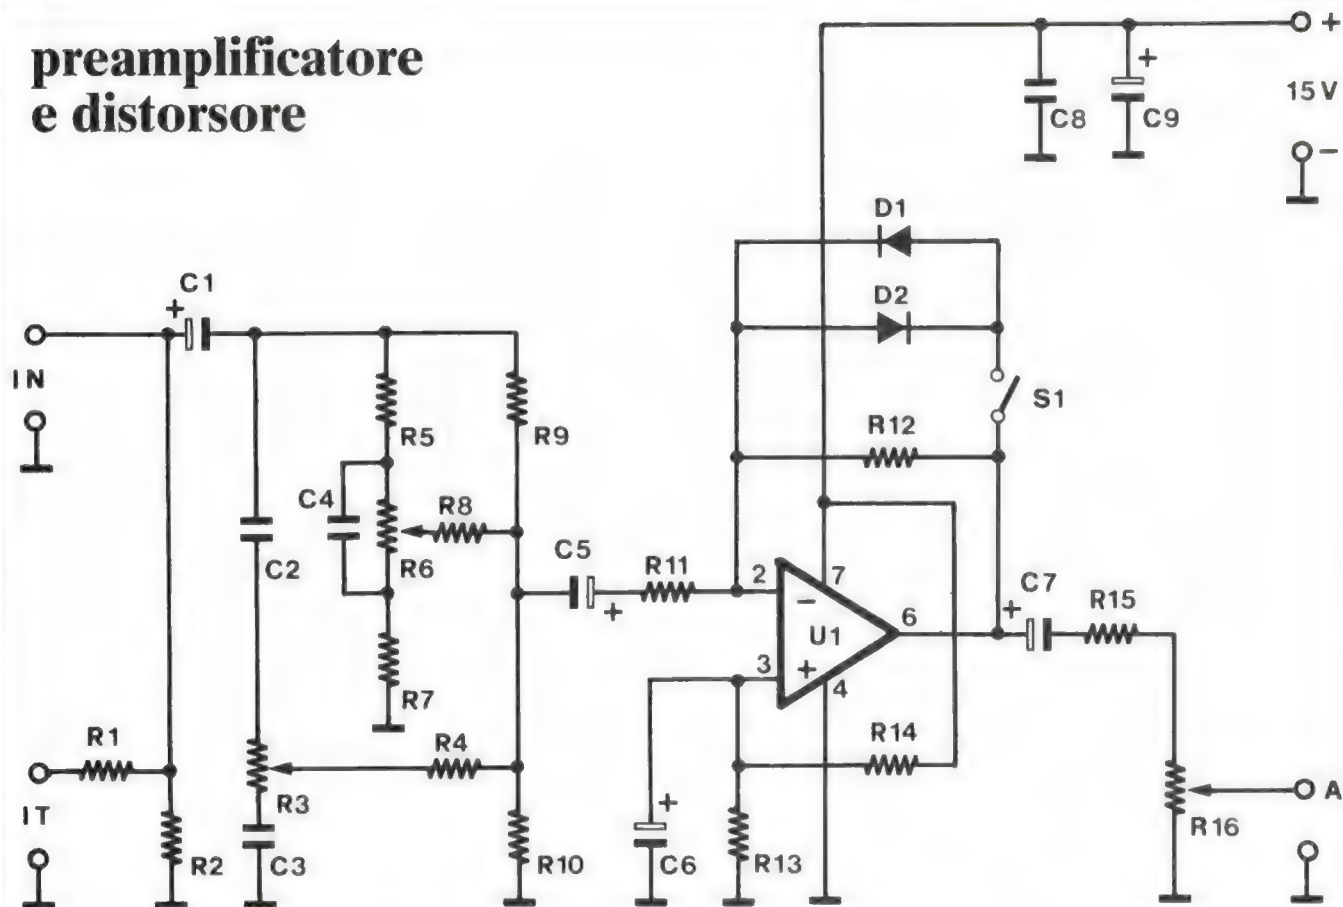 preamplificatore
e distorsore
+
15 V
-
C8
+
C9
D1
D2
S1
R12
C1
+
IN
R5
R9
C4
R8
R6
C2
C5
+
R11
2
7
-
U1
6
3
+
4
C7
+
R15
R7
R1
R4
R14
IT
R3
R2
C3
R10
+
C6
R13
R16
A